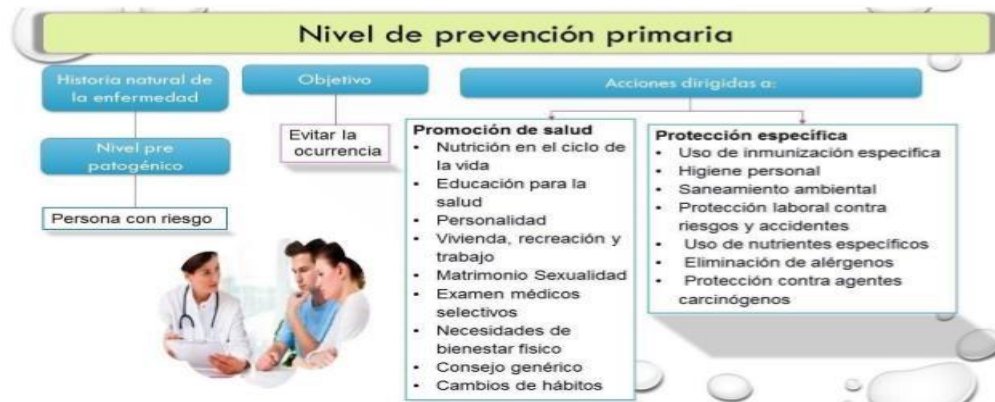 Nivel de prevención primaria
Historia natural de
la enfermedad
Nivel pre
patogénico
Persona con riesgo
Objetivo
Evitar la
ocurrencia
Acciones dirigidas a:
Promoción de salud
• Nutrición en el ciclo de
la vida
• Educación para la
salud
• Personalidad
• Vivienda, recreación y
trabajo
• Matrimonio Sexualidad
• Examen médicos
selectivos
• Necesidades de
bienestar físico
• Consejo genérico
• Cambios de hábitos
Protección específica
• Uso de inmunización especifica
• Higiene personal
• Saneamiento ambiental
• Protección laboral contra
riesgos y accidentes
• Uso de nutrientes específicos
• Eliminación de alérgenos
• Protección contra agentes
carcinógenos